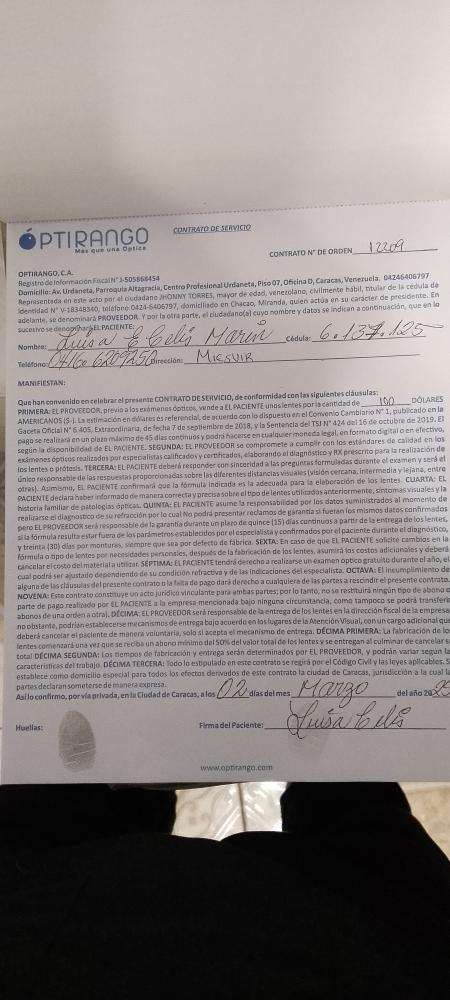 ÓPTIRANGO
Más que una Óptica
CONTRATO DE SERVICIO
CONTRATO N° DE ORDEN 12209
OPTIRANGO, C.A.
Registro de Información Fiscal N° J-505868454
Domicilio: Av. Urdaneta, Parroquia Altagracia, Centro Profesional Urdaneta, Piso 07, Oficina D, Caracas, Venezuela. 04246406797
Representada en este acto por el ciudadano JHONNY TORRES, mayor de edad, venezolano, civilmente hábil, titular de la cédula de
Identidad N° V-18348340, teléfono 0424-6406797, domiciliado en Chacao, Miranda, quien actúa en su carácter de presidente. En
adelante, se denominará PROVEEDOR. Y por la otra parte, el ciudadano(a) cuyo nombre y datos se indican a continuación, que en lo
sucesivo se denominará EL PACIENTE:
Nombre: Luisa E Celis Marin Cédula: 6.137.125
Teléfono: 0416 6209250 Dirección: MIESVIR
MANIFIESTAN:
Que han convenido en celebrar el presente CONTRATO DE SERVICIO, de conformidad con las siguientes cláusulas:
PRIMERA: EL PROVEEDOR, previo a los exámenes ópticos, vende a EL PACIENTE unos lentes por la cantidad de 100 DÓLARES
AMERICANOS ($-). La estimación en dólares es referencial, de acuerdo con lo dispuesto en el Convenio Cambiario N° 1, publicado en la
Gaceta Oficial N° 6.405, Extraordinaria, de fecha 7 de septiembre de 2018, y la Sentencia del TSJ N° 424 del 16 de octubre de 2019. El
pago se realizará en un plazo máximo de 45 días continuos y podrá hacerse en cualquier moneda legal, en formato digital o en efectivo,
según la disponibilidad de EL PACIENTE. SEGUNDA: EL PROVEEDOR se compromete a cumplir con los estándares de calidad en los
exámenes ópticos realizados por especialistas calificados y certificados, elaborando el diagnóstico y RX prescrito para la realización de
los lentes o prótesis. TERCERA: EL PACIENTE deberá responder con sinceridad a las preguntas formuladas durante el examen y será el
único responsable de las respuestas proporcionadas sobre las diferentes distancias visuales (visión cercana, intermedia y lejana, entre
otras). Asimismo, EL PACIENTE confirmará que la fórmula indicada es la adecuada para la elaboración de los lentes. CUARTA: EL
PACIENTE declara haber informado de manera correcta y precisa sobre el tipo de lentes utilizados anteriormente, síntomas visuales y la
historia familiar de patologías ópticas. QUINTA: EL PACIENTE asume la responsabilidad por los datos suministrados al momento de
realizarse el diagnostico de su refracción por lo cual No podrá presentar reclamos de garantía si fueran los mismos datos confirmados
pero EL PROVEEDOR será responsable de la garantía durante un plazo de quince (15) días continuos a partir de la entrega de los lentes,
si la fórmula resulta estar fuera de los parámetros establecidos por el especialista y confirmados por el paciente durante el diagnóstico,
y treinta (30) días por monturas, siempre que sea por defecto de fábrica. SEXTA: En caso de que EL PACIENTE solicite cambios en la
fórmula o tipo de lentes por necesidades personales, después de la fabricación de los lentes, asumirá los costos adicionales y deberá
cancelar el costo del material a utilizar. SÉPTIMA: EL PACIENTE tendrá derecho a realizarse un examen óptico gratuito durante el año, el
cual podrá ser ajustado dependiendo de su condición refractiva y de las indicaciones del especialista. OCTAVA: El incumplimiento de
alguna de las cláusulas del presente contrato o la falta de pago dará derecho a cualquiera de las partes a rescindir el presente contrato.
NOVENA: Este contrato constituye un acto jurídico vinculante para ambas partes; por lo tanto, no se restituirá ningún tipo de abono o
parte de pago realizado por EL PACIENTE a la empresa mencionada bajo ninguna circunstancia, como tampoco se podrá transferir
abonos de una orden a otra). DÉCIMA: EL PROVEEDOR será responsable de la entrega de los lentes en la dirección fiscal de la empresa
no obstante, podrían establecerse mecanismos de entrega bajo acuerdo en los lugares de la Atención Visual, con un cargo adicional que
deberá cancelar el paciente de manera voluntaria, solo si acepta el mecanismo de entrega. DÉCIMA PRIMERA: La fabricación de lo
lentes comenzará una vez que se reciba un abono mínimo del 50% del valor total de los lentes y se entregan al culminar de cancelar su
total DÉCIMA SEGUNDA: Los tiempos de fabricación y entrega serán determinados por EL PROVEEDOR, y podrán variar según la
características del trabajo. DÉCIMA TERCERA: Todo lo estipulado en este contrato se regirá por el Código Civil y las leyes aplicables. S
establece como domicilio especial para todos los efectos derivados de este contrato la ciudad de Caracas, jurisdicción a la cual la
partes declaran someterse de manera expresa.
Así lo confirmo, por vía privada, en la Ciudad de Caracas, a los 02 días del mes Marzo del año 2025
Huellas:
Firma del Paciente: Luisa Celis
www.optirango.com